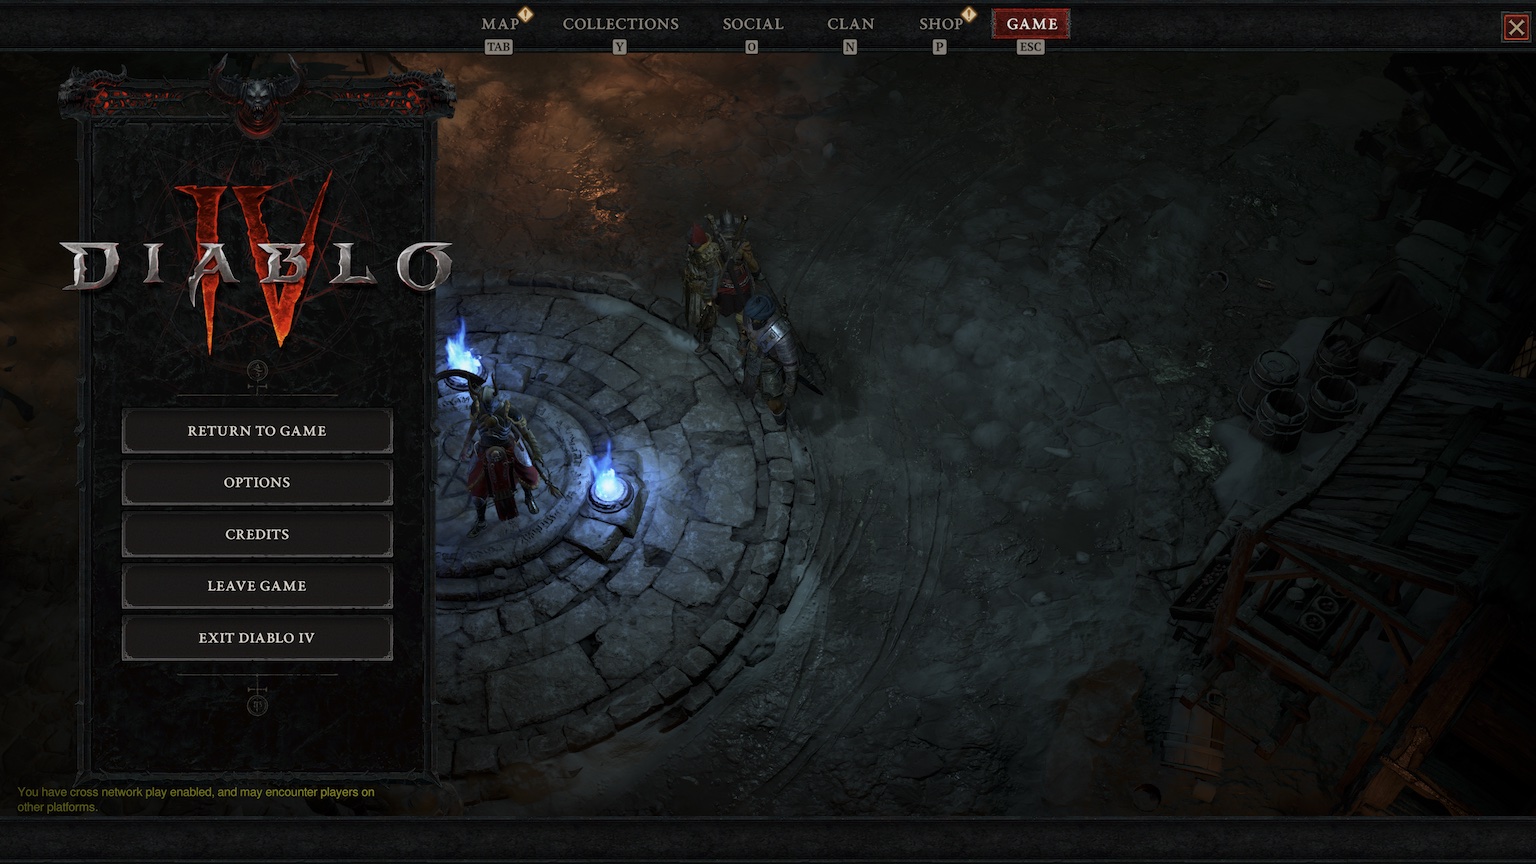 MAP COLLECTIONS SOCIAL CLAN SHOP GAME
TAB Y O N P ESC
DIABLO
IV
RETURN TO GAME
OPTIONS
CREDITS
LEAVE GAME
EXIT DIABLO IV
You have cross network play enabled, and may encounter players on
other platforms.